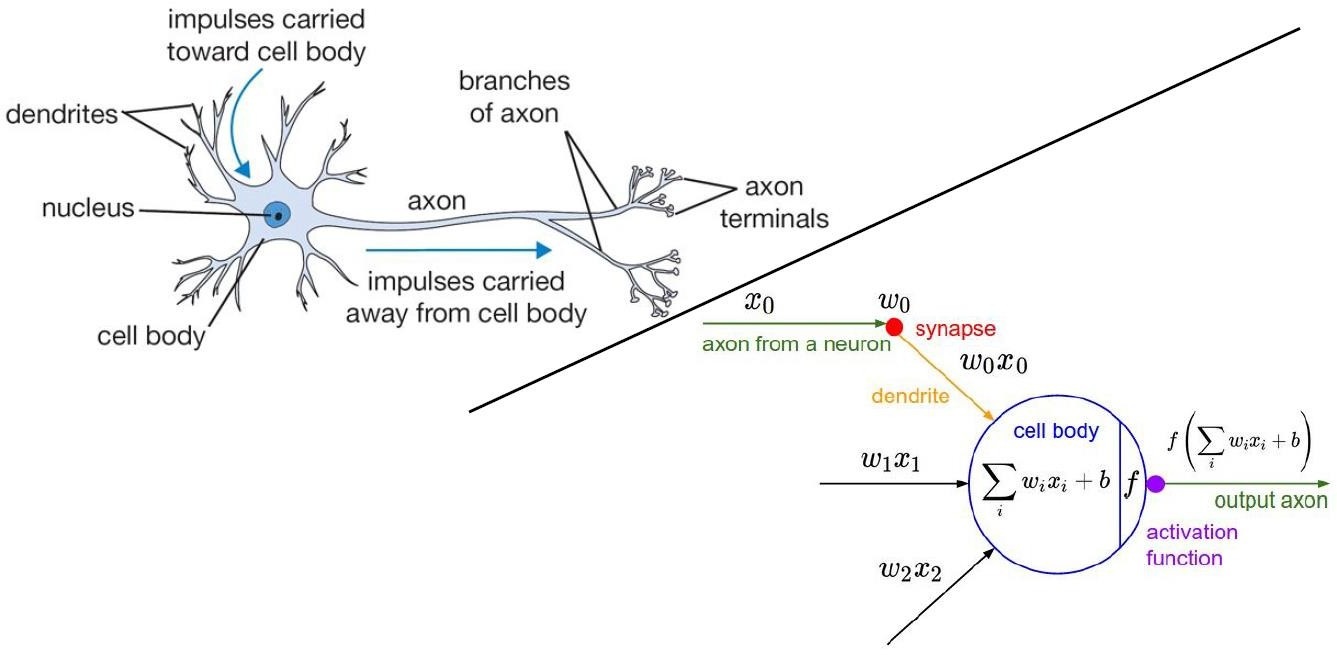 impulses carried
toward cell body
branches
of axon
dendrites
nucleus
axon
axon
terminals
impulses carried
away from cell body
cell body
x₀
w₀
synapse
axon from a neuron
w₀x₀
dendrite
cell body
f(∑ᵢ wᵢxᵢ + b)
w₁x₁
∑ᵢ wᵢxᵢ + b
f
output axon
activation
function
w₂x₂